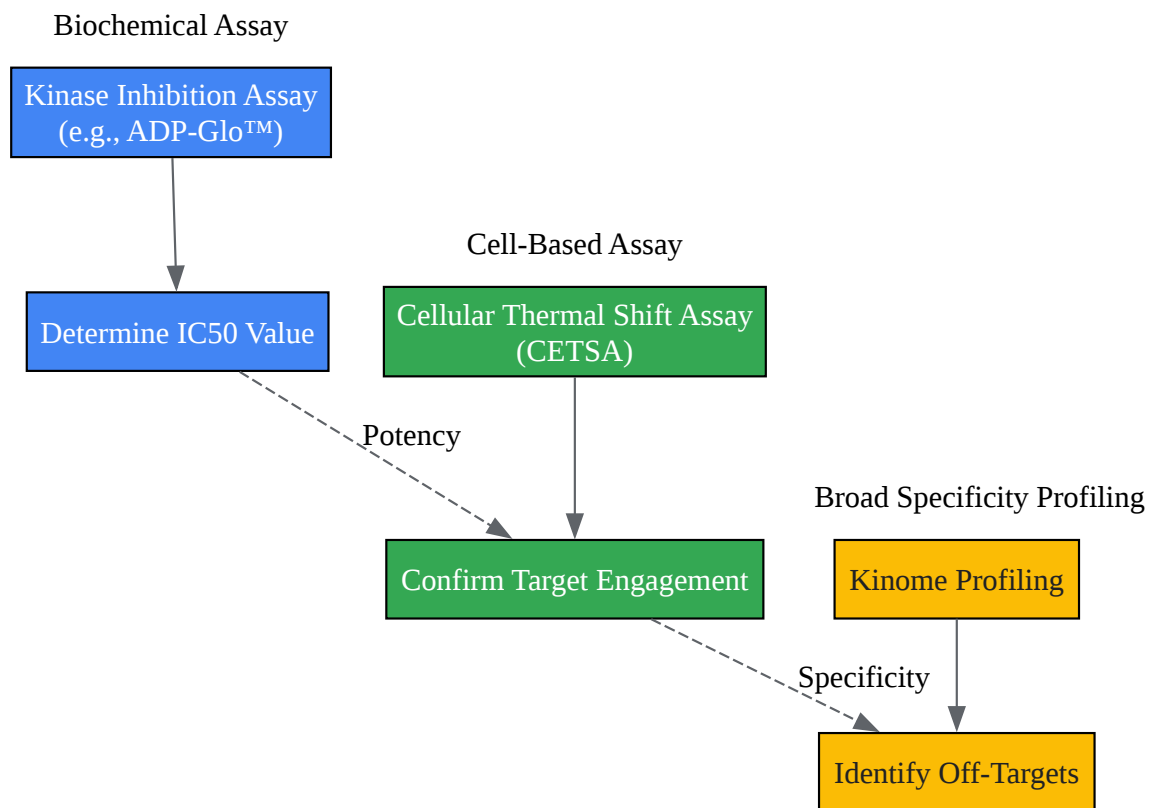 Biochemical Assay
Kinase Inhibition Assay
(e.g., ADP-Glo™)
Determine IC50 Value
Cell-Based Assay
Cellular Thermal Shift Assay
(CETSA)
Potency
Confirm Target Engagement
Broad Specificity Profiling
Kinome Profiling
Specificity
Identify Off-Targets